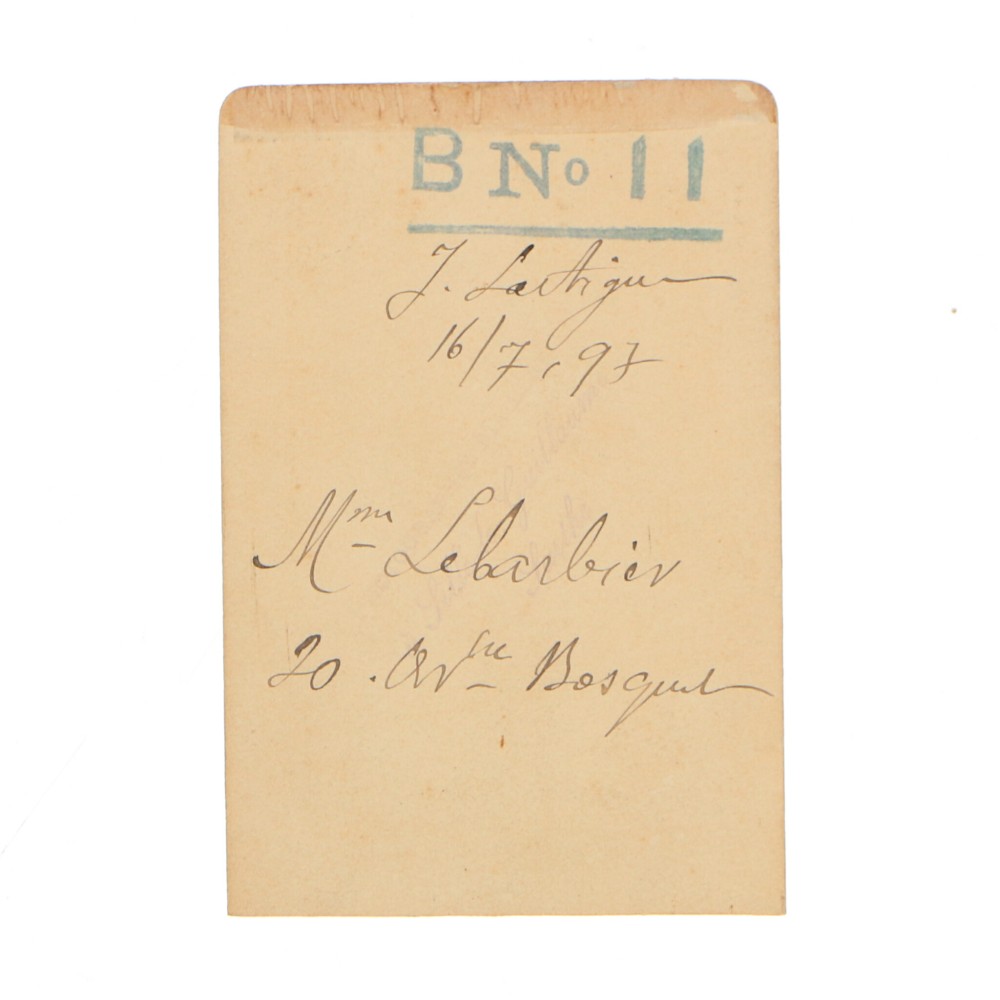 B No 11
J. Lartigue
16/7, 97
Mme Lebarbier
20. Avue Bosquet